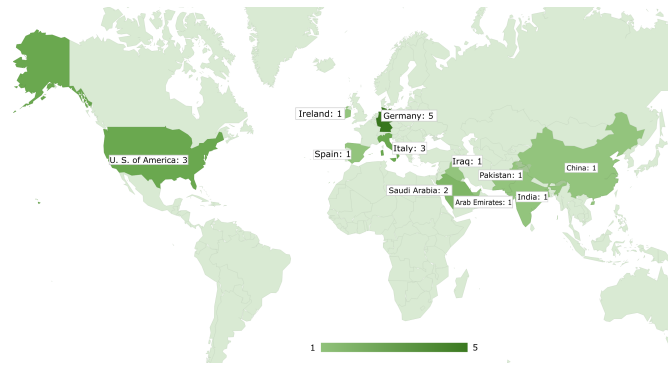 Ireland: 1
Germany: 5
Italy: 3
Spain: 1
U. S. of America: 3
Iraq: 1
China: 1
Pakistan: 1
Saudi Arabia: 2
India: 1
Arab Emirates: 1
1
5